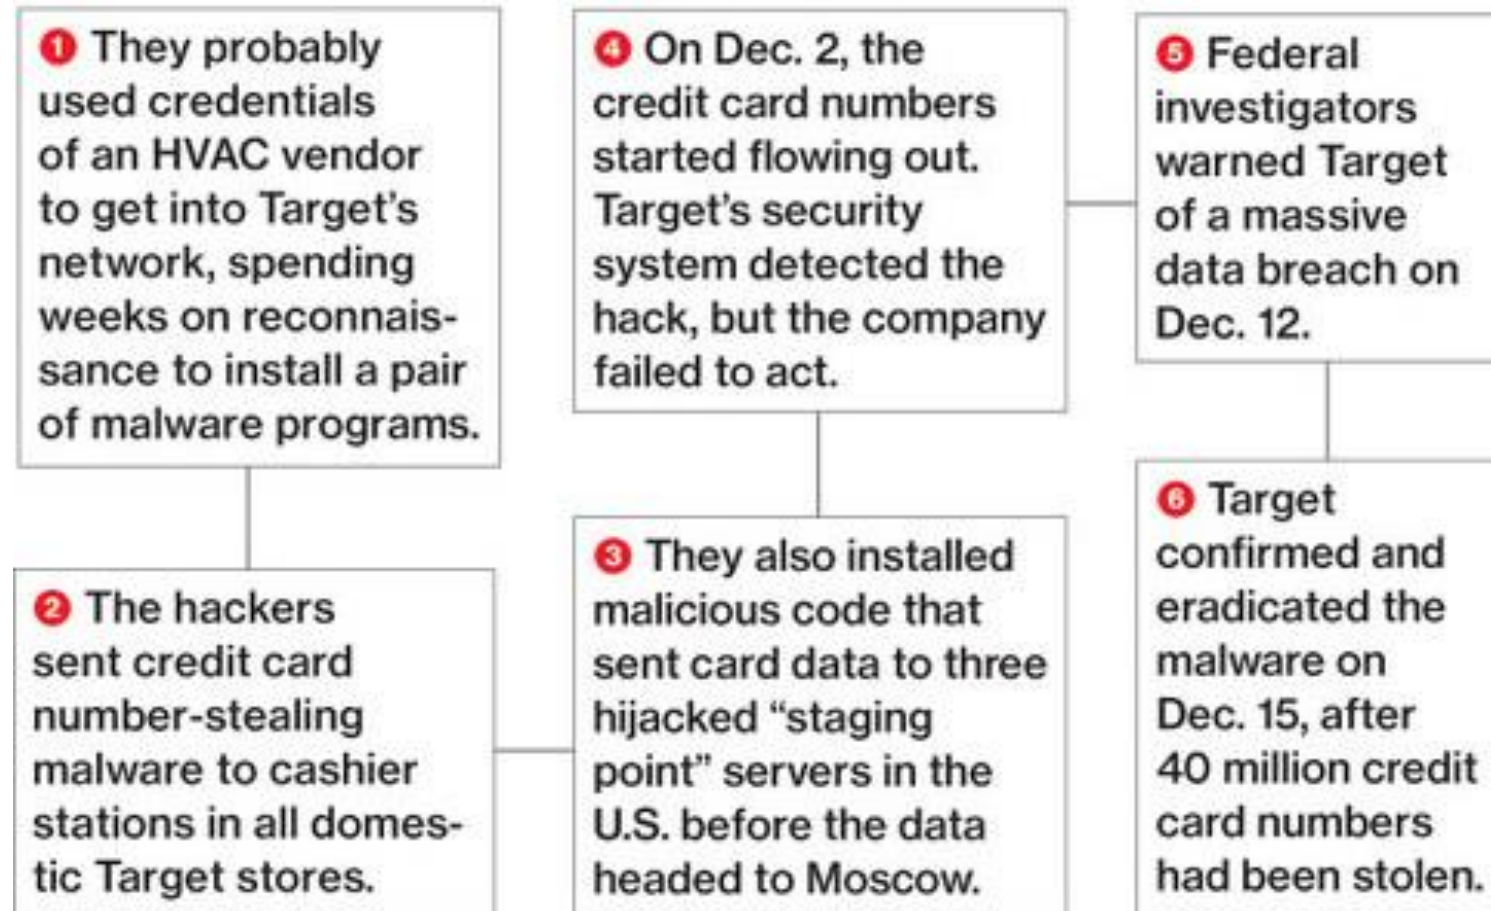 1 They probably
used credentials
of an HVAC vendor
to get into Target’s
network, spending
weeks on reconnais-
sance to install a pair
of malware programs.
2 The hackers
sent credit card
number-stealing
malware to cashier
stations in all domes-
tic Target stores.
3 They also installed
malicious code that
sent card data to three
hijacked “staging
point” servers in the
U.S. before the data
headed to Moscow.
4 On Dec. 2, the
credit card numbers
started flowing out.
Target’s security
system detected the
hack, but the company
failed to act.
5 Federal
investigators
warned Target
of a massive
data breach on
Dec. 12.
6 Target
confirmed and
eradicated the
malware on
Dec. 15, after
40 million credit
card numbers
had been stolen.